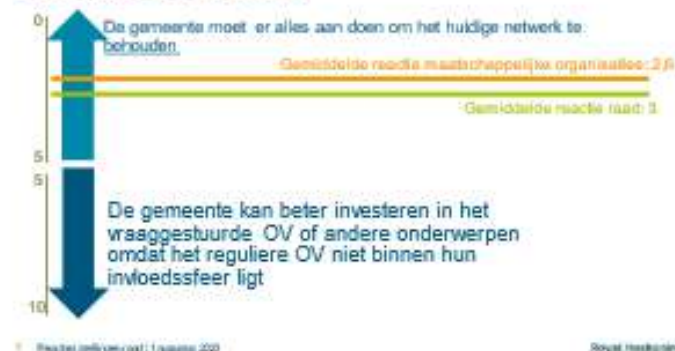 0
De gemeente moet er alles aan doen om het huidige netwerk te
behouden.
Gemiddelde reactie maatschappelijke organisaties: 2,6
Gemiddelde reactie raad: 3
5
5
De gemeente kan beter investeren in het
vraaggestuurde OV of andere onderwerpen
omdat het reguliere OV niet binnen hun
invloedssfeer ligt
10